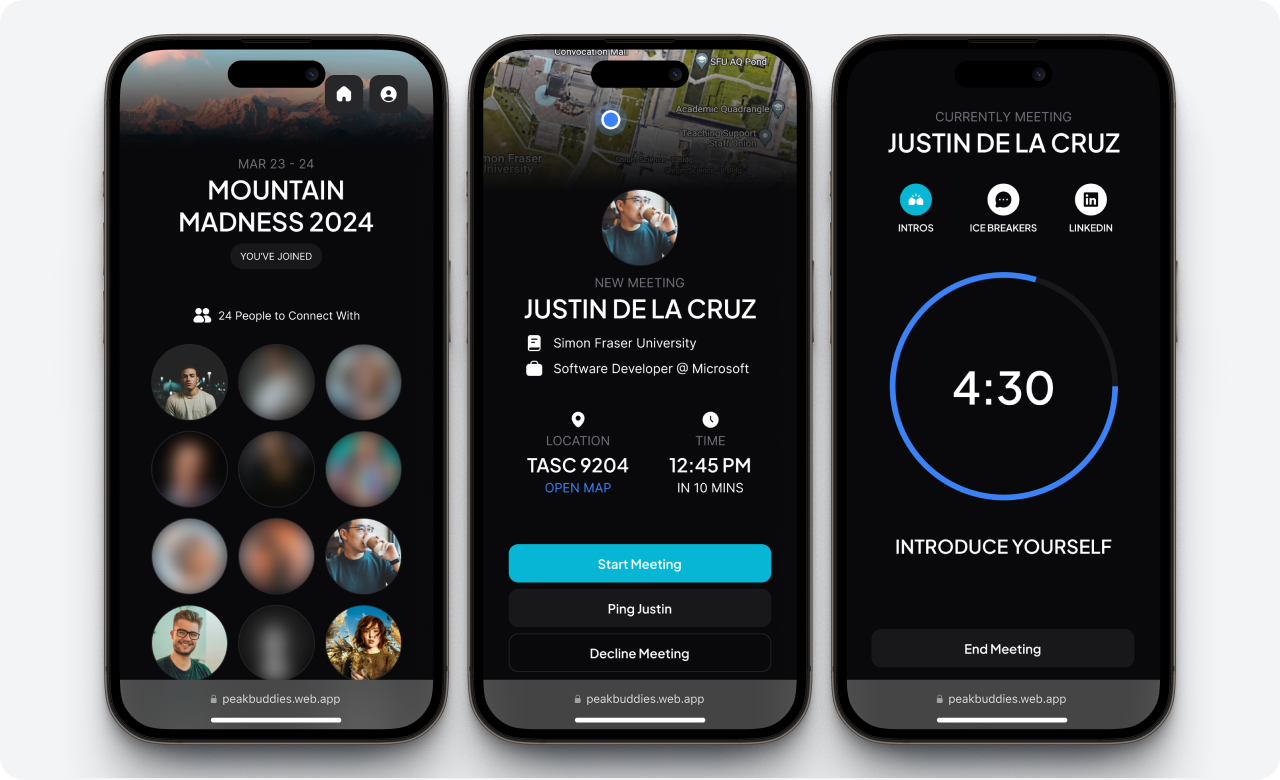 MAR 23 - 24
MOUNTAIN
MADNESS 2024
YOU'VE JOINED
24 People to Connect With
peakbuddies.web.app
Convocation Mall
SFU AQ Pond
Academic Quadrangle
Teaching Support
Staff Union
mon Fraser
University
NEW MEETING
JUSTIN DE LA CRUZ
Simon Fraser University
Software Developer @ Microsoft
LOCATION
TASC 9204
OPEN MAP
TIME
12:45 PM
IN 10 MINS
Start Meeting
Ping Justin
Decline Meeting
peakbuddies.web.app
CURRENTLY MEETING
JUSTIN DE LA CRUZ
INTROS
ICE BREAKERS
LINKEDIN
4:30
INTRODUCE YOURSELF
End Meeting
peakbuddies.web.app